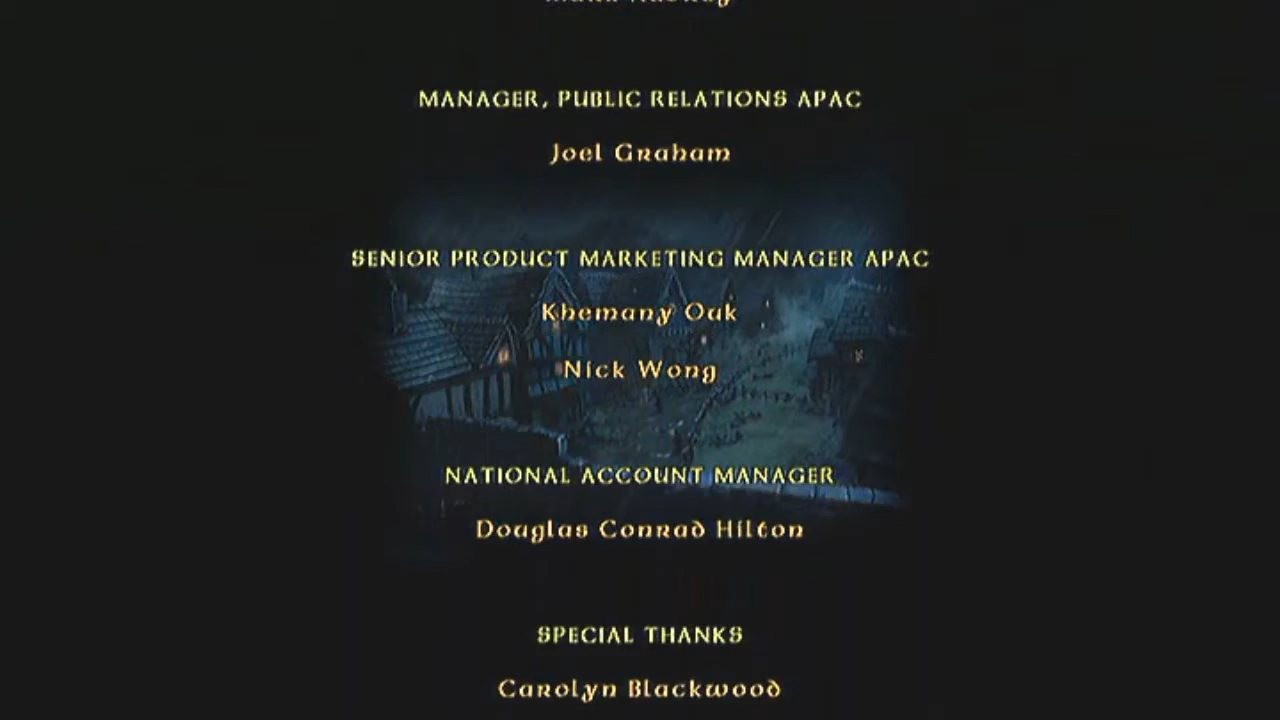 MANAGER, PUBLIC RELATIONS APAC
Joel Graham
SENIOR PRODUCT MARKETING MANAGER APAC
Khemany Ouk
Nick Wong
NATIONAL ACCOUNT MANAGER
Douglas Conrad Hilton
SPECIAL THANKS
Carolyn Blackwood